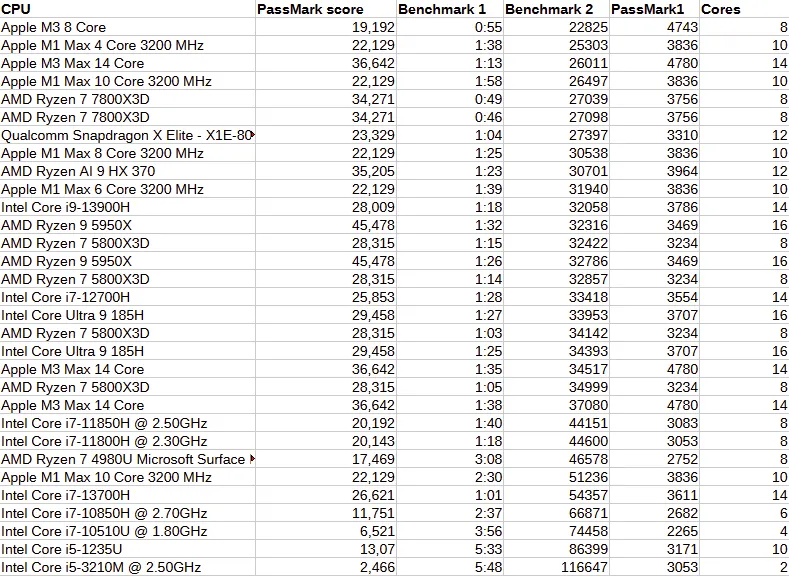 CPU PassMark score Benchmark 1 Benchmark 2 PassMark1 Cores
Apple M3 8 Core 19,192 0:55 22825 4743 8
Apple M1 Max 4 Core 3200 MHz 22,129 1:38 25303 3836 10
Apple M3 Max 14 Core 36,642 1:13 26011 4780 14
Apple M1 Max 10 Core 3200 MHz 22,129 1:58 26497 3836 10
AMD Ryzen 7 7800X3D 34,271 0:49 27039 3756 8
AMD Ryzen 7 7800X3D 34,271 0:46 27098 3756 8
Qualcomm Snapdragon X Elite - X1E-80 23,329 1:04 27397 3310 12
Apple M1 Max 8 Core 3200 MHz 22,129 1:25 30538 3836 10
AMD Ryzen AI 9 HX 370 35,205 1:23 30701 3964 12
Apple M1 Max 6 Core 3200 MHz 22,129 1:39 31940 3836 10
Intel Core i9-13900H 28,009 1:18 32058 3786 14
AMD Ryzen 9 5950X 45,478 1:32 32316 3469 16
AMD Ryzen 7 5800X3D 28,315 1:15 32422 3234 8
AMD Ryzen 9 5950X 45,478 1:26 32786 3469 16
AMD Ryzen 7 5800X3D 28,315 1:14 32857 3234 8
Intel Core i7-12700H 25,853 1:28 33418 3554 14
Intel Core Ultra 9 185H 29,458 1:27 33953 3707 16
AMD Ryzen 7 5800X3D 28,315 1:03 34142 3234 8
Intel Core Ultra 9 185H 29,458 1:25 34393 3707 16
Apple M3 Max 14 Core 36,642 1:35 34517 4780 14
AMD Ryzen 7 5800X3D 28,315 1:05 34999 3234 8
Apple M3 Max 14 Core 36,642 1:38 37080 4780 14
Intel Core i7-11850H @ 2.50GHz 20,192 1:40 44151 3083 8
Intel Core i7-11800H @ 2.30GHz 20,143 1:18 44600 3053 8
AMD Ryzen 7 4980U Microsoft Surface 17,469 3:08 46578 2752 8
Apple M1 Max 10 Core 3200 MHz 22,129 2:30 51236 3836 10
Intel Core i7-13700H 26,621 1:01 54357 3611 14
Intel Core i7-10850H @ 2.70GHz 11,751 2:37 66871 2682 6
Intel Core i7-10510U @ 1.80GHz 6,521 3:56 74458 2265 4
Intel Core i5-1235U 13,07 5:33 86399 3171 10
Intel Core i5-3210M @ 2.50GHz 2,466 5:48 116647 3053 2